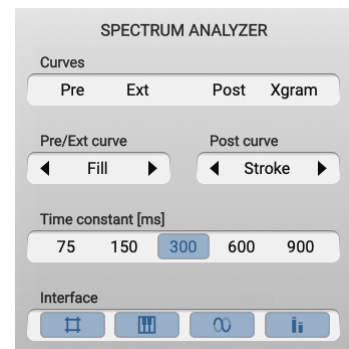 SPECTRUM ANALYZER
Curves
Pre Ext Post Xgram
Pre/Ext curve Post curve
Fill Stroke
Time constant [ms]
75 150 300 600 900
Interface